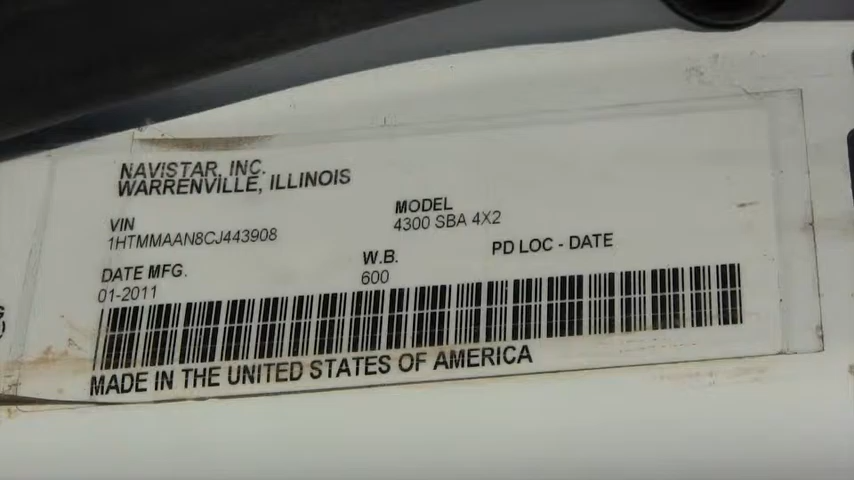 NAVISTAR, INC.
WARRENVILLE, ILLINOIS
VIN
1HTMMAAN8CJ443908
MODEL
4300 SBA 4X2
DATE MFG.
01-2011
W.B.
600
PD LOC - DATE
MADE IN THE UNITED STATES OF AMERICA